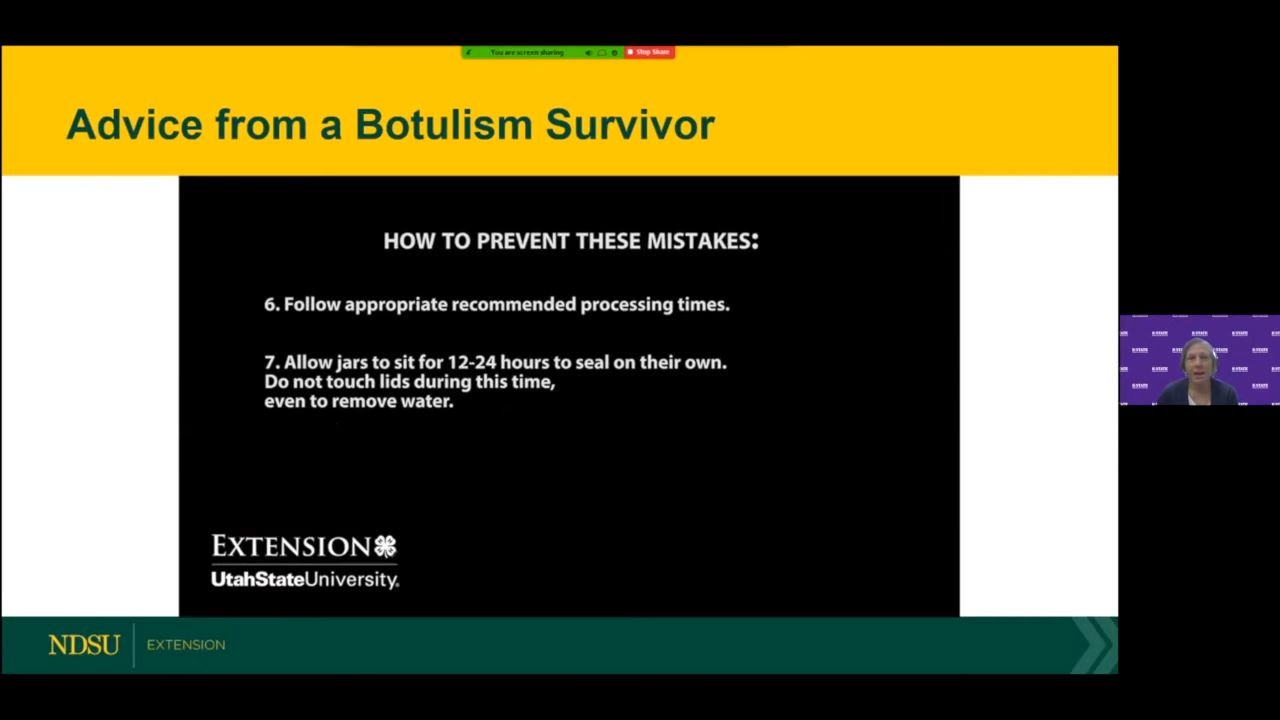 You are screen sharing
Stop Share
Advice from a Botulism Survivor
HOW TO PREVENT THESE MISTAKES:
6. Follow appropriate recommended processing times.
7. Allow jars to sit for 12-24 hours to seal on their own.
Do not touch lids during this time,
even to remove water.
EXTENSION
UtahStateUniversity.
NDSU
EXTENSION